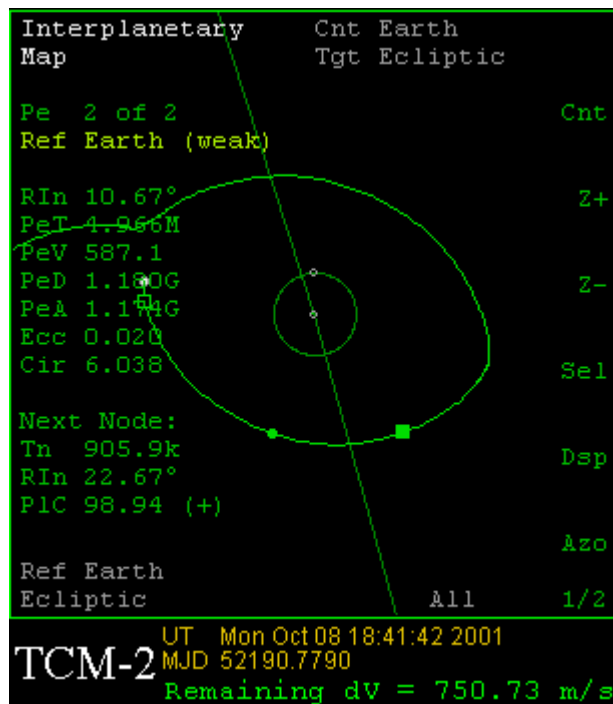 Interplanetary Cnt Earth
Map Tgt Ecliptic
Pe 2 of 2 Cnt
Ref Earth (weak)
RIn 10.67° Z+
PeT 4.966M
PeV 587.1
PeD 1.180G Z-
PeA 1.174G
Ecc 0.020
Cir 6.038 Sel
Next Node:
Tn 905.9k Dsp
RIn 22.67°
PlC 98.94 (+)
Azo
Ref Earth
Ecliptic All 1/2
UT Mon Oct 08 18:41:42 2001
TCM-2 MJD 52190.7790
Remaining dV = 750.73 m/s